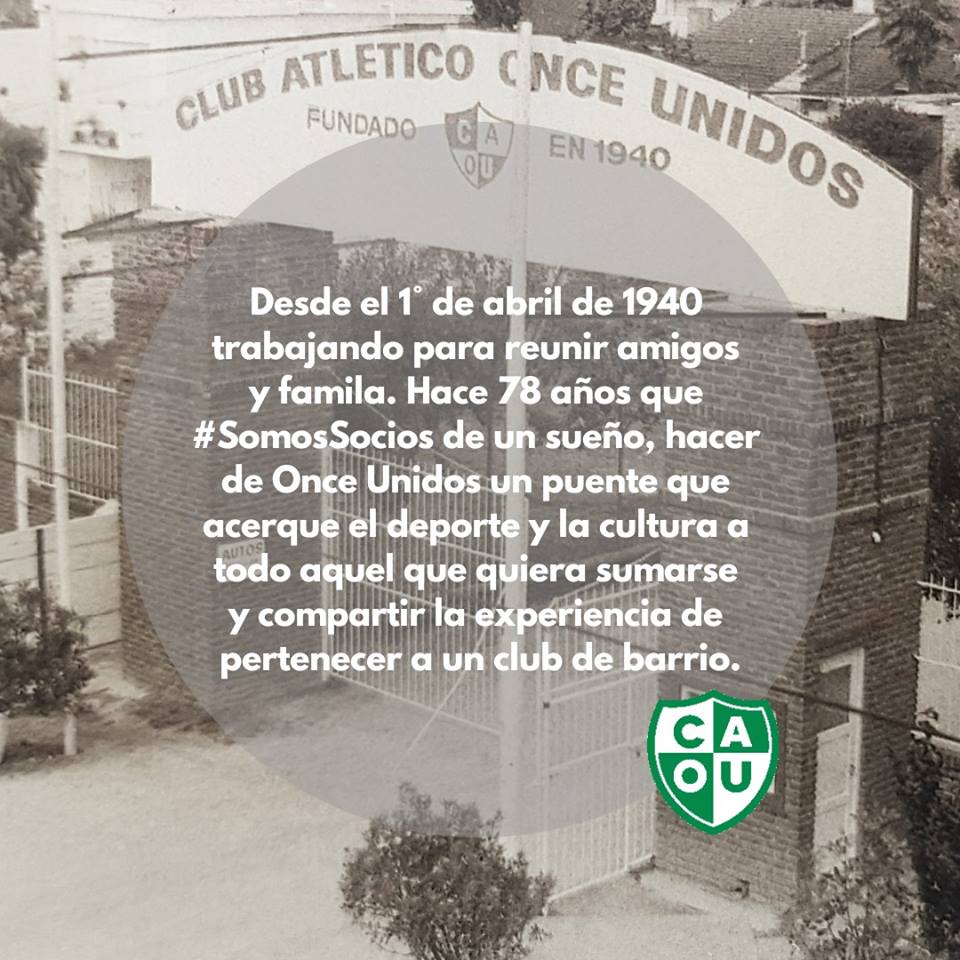 CLUB ATLETICO ONCE UNIDOS
FUNDADO
C A
O U
EN 1940
Desde el 1° de abril de 1940
trabajando para reunir amigos
y famila. Hace 78 años que
#SomosSocios de un sueño, hacer
de Once Unidos un puente que
acerque el deporte y la cultura a
todo aquel que quiera sumarse
y compartir la experiencia de
pertenecer a un club de barrio.
AUTOS
C A
O U